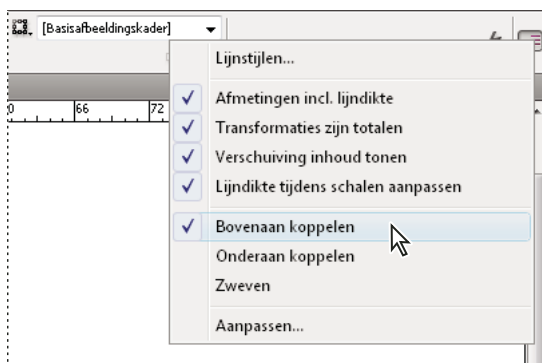 [Basisafbeeldingskader]
Lijnstijlen...
0 66 72
Afmetingen incl. lijndikte
Transformaties zijn totalen
Verschuiving inhoud tonen
Lijndikte tijdens schalen aanpassen
Bovenaan koppelen
Onderaan koppelen
Zweven
Aanpassen...